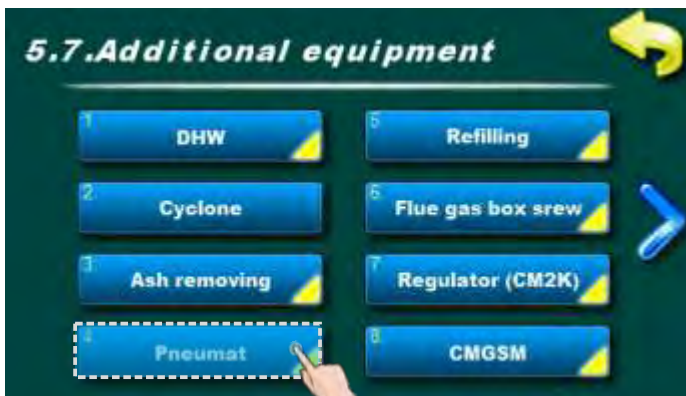 5.7.Additional equipment
1 DHW
2 Cyclone
3 Ash removing
4 Pneumat
5 Refilling
6 Flue gas box srew
7 Regulator (CM2K)
8 CMGSM